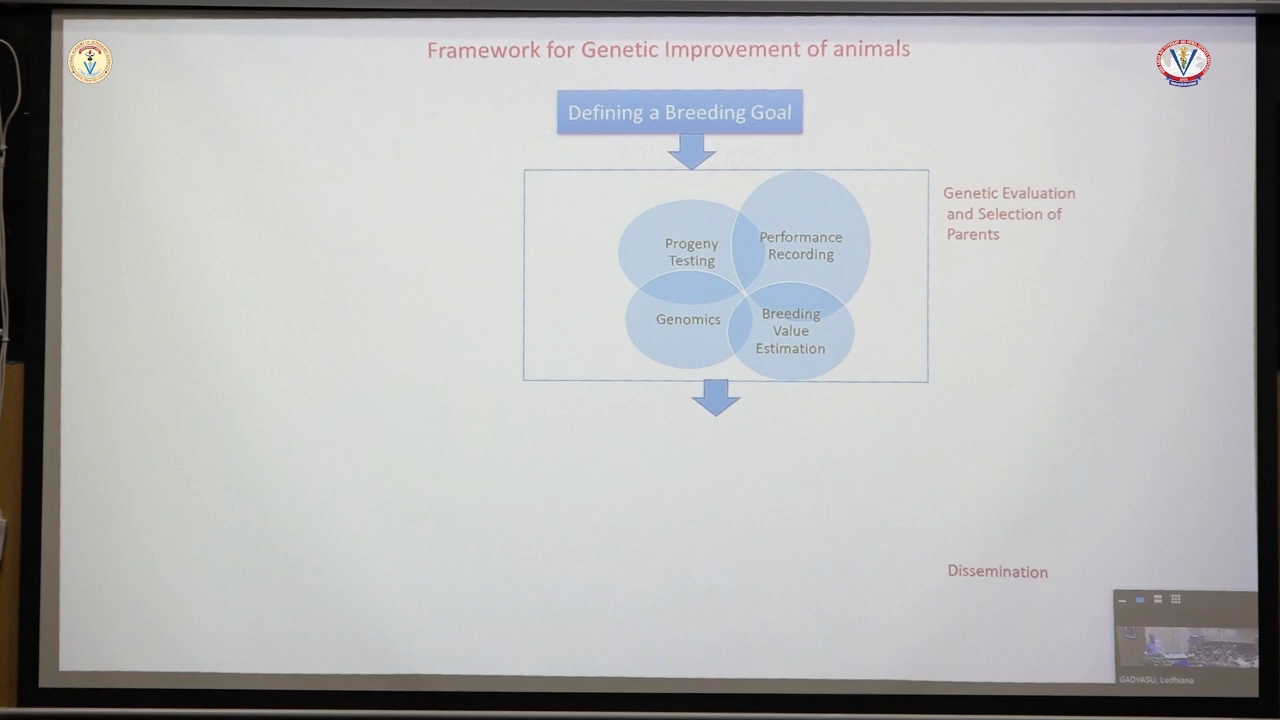 Framework for Genetic Improvement of animals
Defining a Breeding Goal
Genetic Evaluation
and Selection of
Parents
Progeny
Testing
Performance
Recording
Genomics
Breeding
Value
Estimation
Dissemination
GADVASU, Ludhiana